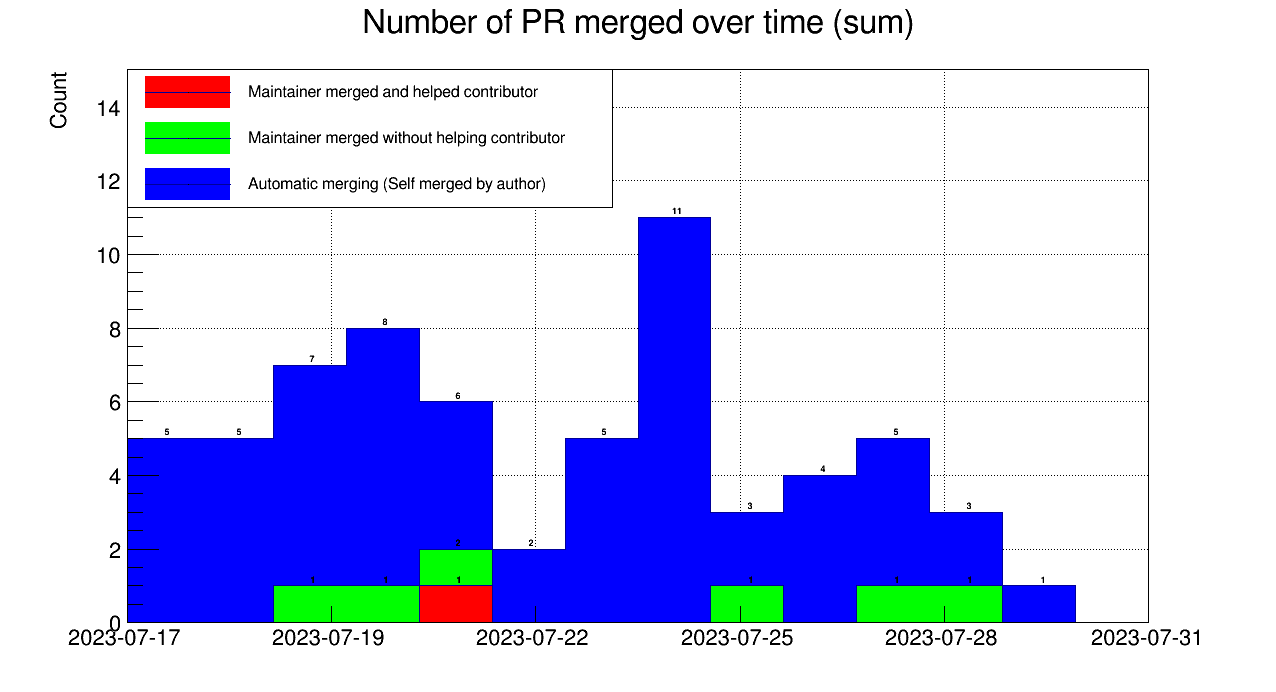 Number of PR merged over time (sum)
Count
Maintainer merged and helped contributor
Maintainer merged without helping contributor
Automatic merging (Self merged by author)
14
12
10
8
6
4
2
0
11
8
7
6
5 5 5 5
4
3 3
2 2
1 1 1 1 1 1 1
2023-07-17 2023-07-19 2023-07-22 2023-07-25 2023-07-28 2023-07-31